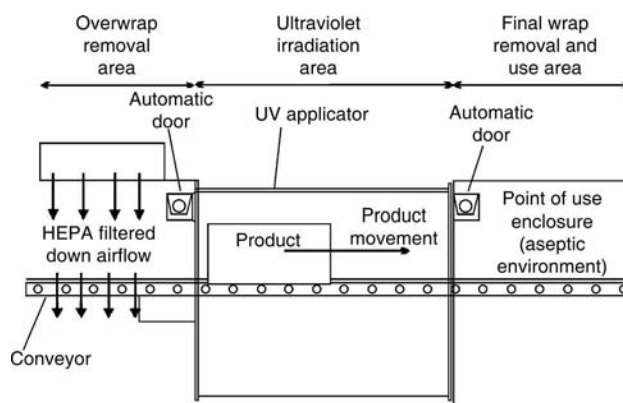 Overwrap
removal
area
Ultraviolet
irradiation
area
Final wrap
removal and
use area
Automatic
door
UV applicator
Automatic
door
HEPA filtered
down airflow
Product
Product
movement
Point of use
enclosure
(aseptic
environment)
Conveyor